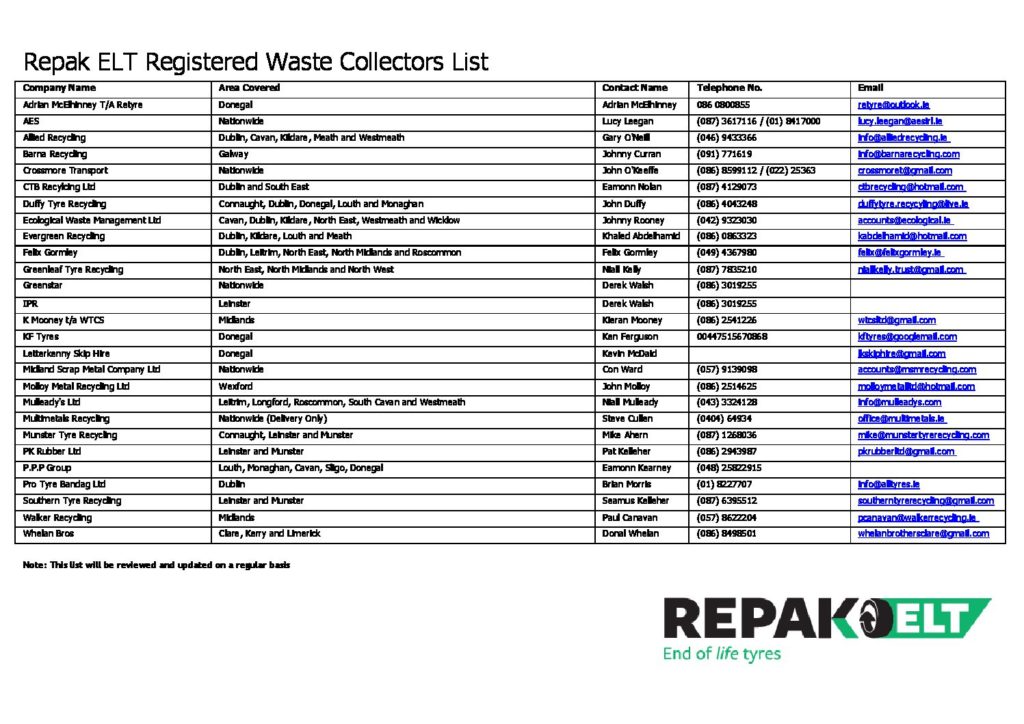 Repak ELT Registered Waste Collectors List
Company Name Area Covered Contact Name Telephone No. Email
Adrian McElhinney T/A Retyre Donegal Adrian McElhinney 086 0800855 retyre@outlook.ie
AES Nationwide Lucy Leegan (087) 3617116 / (01) 8417000 lucy.leegan@aesirl.ie
Allied Recycling Dublin, Cavan, Kildare, Meath and Westmeath Gary O'Neill (046) 9433366 info@alliedrecycling.ie
Barna Recycling Galway Johnny Curran (091) 771619 info@barnarecycling.com
Crossmore Transport Nationwide John O'Keeffe (086) 8599112 / (022) 25363 crossmoret@gmail.com
CTB Recylcing Ltd Dublin and South East Eamonn Nolan (087) 4129073 ctbrecycling@hotmail.com
Duffy Tyre Recycling Connaught, Dublin, Donegal, Louth and Monaghan John Duffy (086) 4043248 duffytyre.recycying@live.ie
Ecological Waste Management Ltd Cavan, Dublin, Kildare, North East, Westmeath and Wicklow Johnny Rooney (042) 9323030 accounts@ecological.ie
Evergreen Recycling Dublin, Kildare, Louth and Meath Khaled Abdelhamid (086) 0863323 kabdelhamid@hotmail.com
Felix Gormley Dublin, Leitrim, North East, North Midlands and Roscommon Felix Gormley (049) 4367980 felix@felixgormley.ie
Greenleaf Tyre Recycling North East, North Midlands and North West Niall Kelly (087) 7835210 niallkelly.trust@gmail.com
Greenstar Nationwide Derek Walsh (086) 3019255
IPR Leinster Derek Walsh (086) 3019255
K Mooney t/a WTCS Midlands Kieran Mooney (086) 2541226 wtcsltd@gmail.com
KF Tyres Donegal Ken Ferguson 00447515670868 kftyres@googlemail.com
Letterkenny Skip Hire Donegal Kevin McDaid lkskiphire@gmail.com
Midland Scrap Metal Company Ltd Nationwide Con Ward (057) 9139098 accounts@msmrecycling.com
Molloy Metal Recycling Ltd Wexford John Molloy (086) 2514625 molloymetalltd@hotmail.com
Mulleady's Ltd Leitrim, Longford, Roscommon, South Cavan and Westmeath Niall Mulleady (043) 3324128 info@mulleadys.com
Multimetals Recycling Nationwide (Delivery Only) Steve Cullen (0404) 64934 office@multimetals.ie
Munster Tyre Recycling Connaught, Leinster and Munster Mike Ahern (087) 1268036 mike@munstertyrerecycling.com
PK Rubber Ltd Leinster and Munster Pat Kelleher (086) 2943987 pkrubberltd@gmail.com
P.P.P Group Louth, Monaghan, Cavan, Sligo, Donegal Eamonn Kearney (048) 25822915
Pro Tyre Bandag Ltd Dublin Brian Morris (01) 8227707 info@alltyres.ie
Southern Tyre Recycling Leinster and Munster Seamus Kelleher (087) 6395512 southerntyrerecycling@gmail.com
Walker Recycling Midlands Paul Canavan (057) 8622204 pcanavan@walkerrecycling.ie
Whelan Bros Clare, Kerry and Limerick Donal Whelan (086) 8498501 whelanbrothersclare@gmail.com
Note: This list will be reviewed and updated on a regular basis
REPAK ELT
End of life tyres